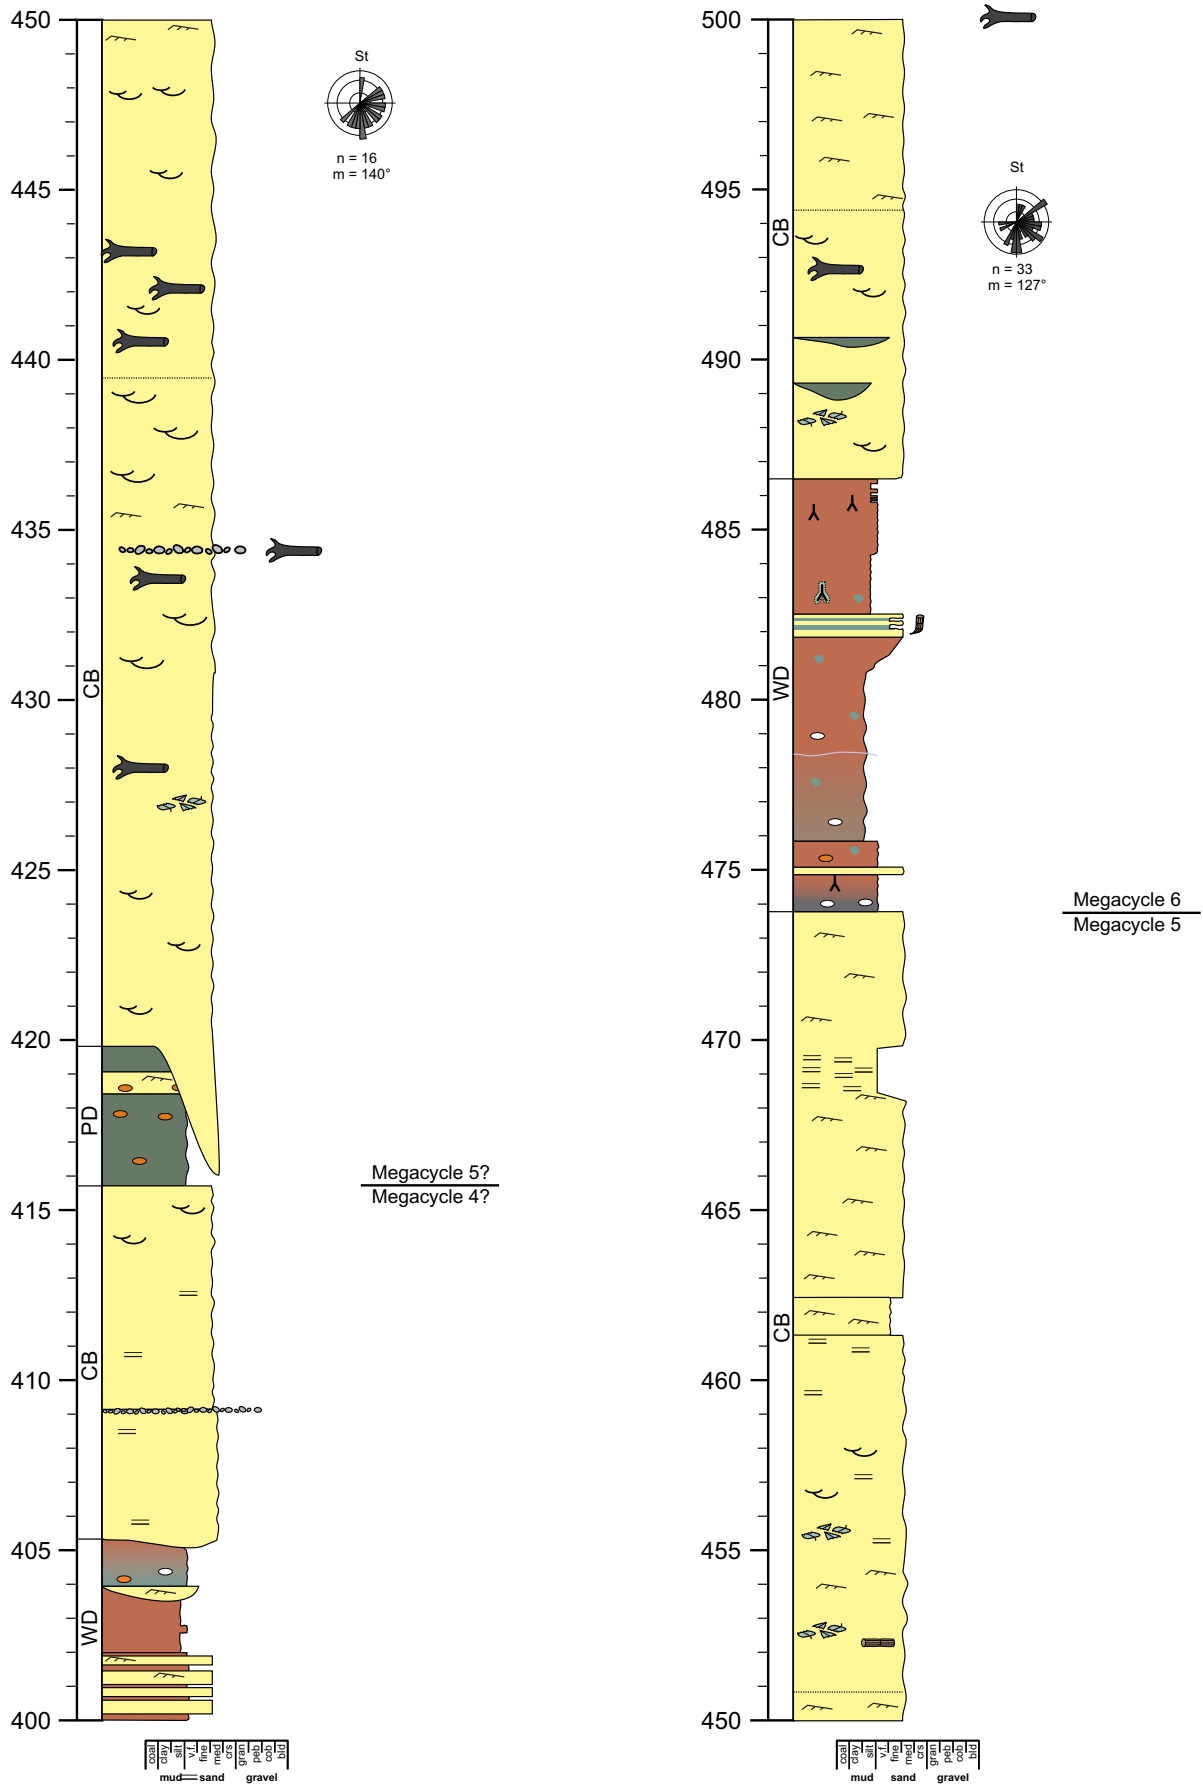 450
445
440
435
430
425
420
415
410
405
400
CB
PD
CB
WD
St
n = 16
m = 140°
Megacycle 5?
Megacycle 4?
coal
clay
silt
v.f.
fine
med
crs
gran
peb
cob
bld
mud
sand
gravel
500
495
490
485
480
475
470
465
460
455
450
CB
WD
CB
St
n = 33
m = 127°
Megacycle 6
Megacycle 5
coal
clay
silt
v.f.
fine
med
crs
gran
peb
cob
bld
mud
sand
gravel